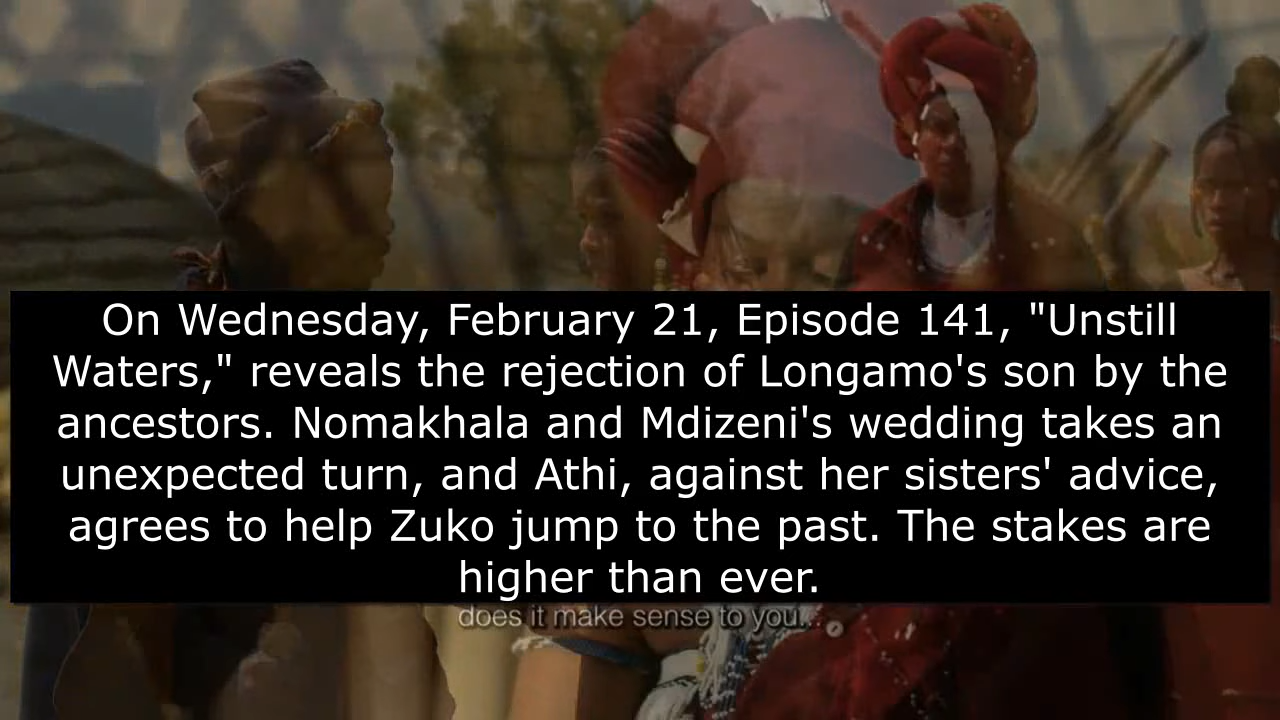 On Wednesday, February 21, Episode 141, "Unstill
Waters," reveals the rejection of Longamo's son by the
ancestors. Nomakhala and Mdizeni's wedding takes an
unexpected turn, and Athi, against her sisters' advice,
agrees to help Zuko jump to the past. The stakes are
higher than ever.
does it make sense to you...